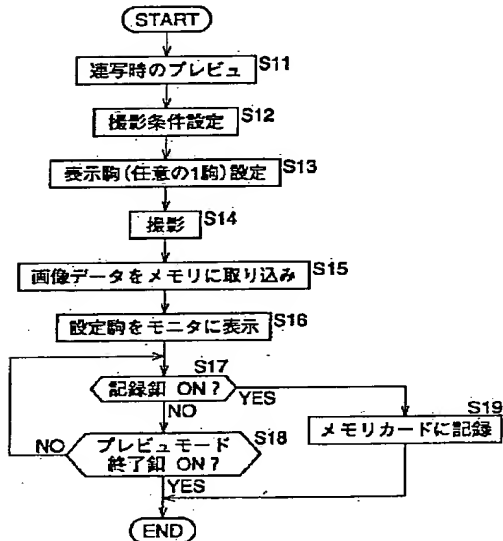 START
連写時のプレビュ S11
撮影条件設定 S12
表示駒(任意の1駒)設定 S13
撮影 S14
画像データをメモリに取り込み S15
設定駒をモニタに表示 S16
S17
記録釦 ON?
YES
NO
S19
メモリカードに記録
S18
プレビュモード
終了釦 ON?
NO
YES
END